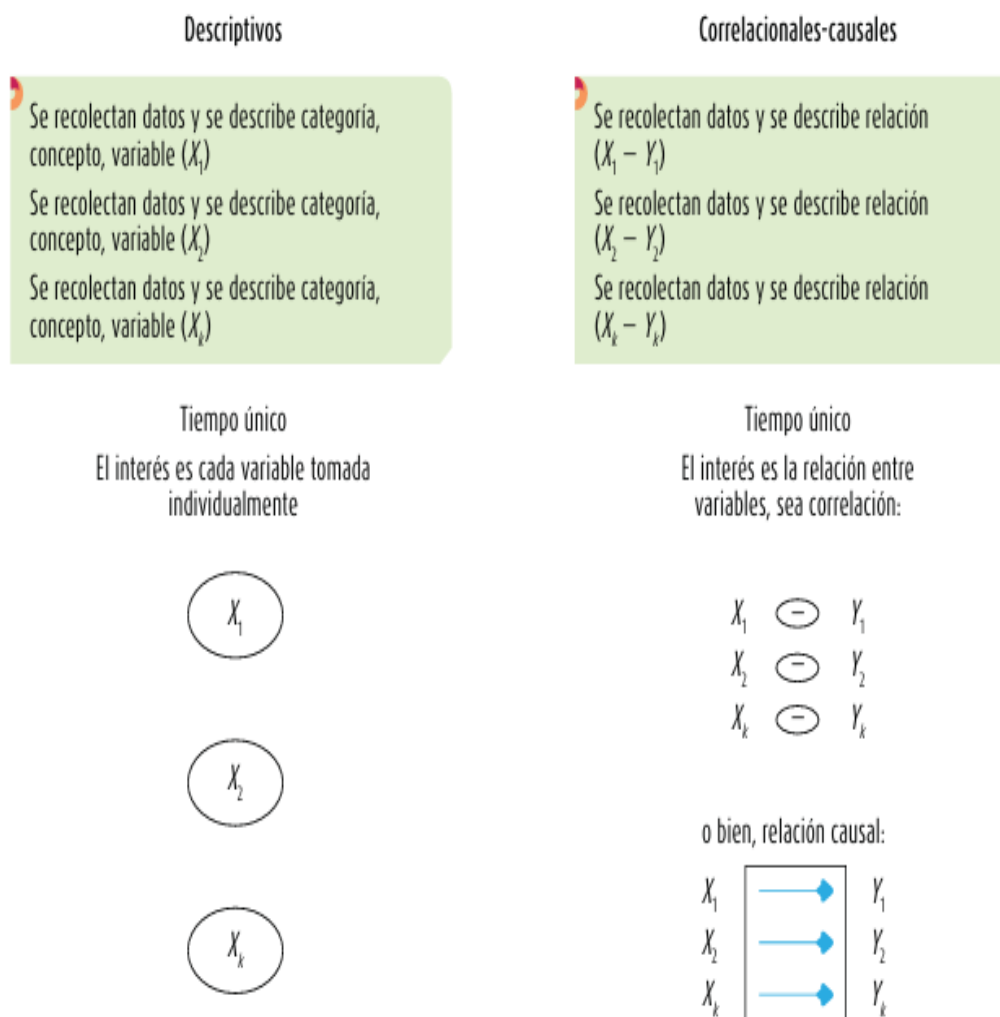 Descriptivos
Se recolectan datos y se describe categoría,
concepto, variable (X₁)
Se recolectan datos y se describe categoría,
concepto, variable (X₂)
Se recolectan datos y se describe categoría,
concepto, variable (Xₖ)
Tiempo único
El interés es cada variable tomada
individualmente
X₁
X₂
Xₖ
Correlacionales-causales
Se recolectan datos y se describe relación
(X₁ – Y₁)
Se recolectan datos y se describe relación
(X₂ – Y₂)
Se recolectan datos y se describe relación
(Xₖ – Yₖ)
Tiempo único
El interés es la relación entre
variables, sea correlación:
X₁ – Y₁
X₂ – Y₂
Xₖ – Yₖ
o bien, relación causal:
X₁ Y₁
X₂ Y₂
Xₖ Yₖ